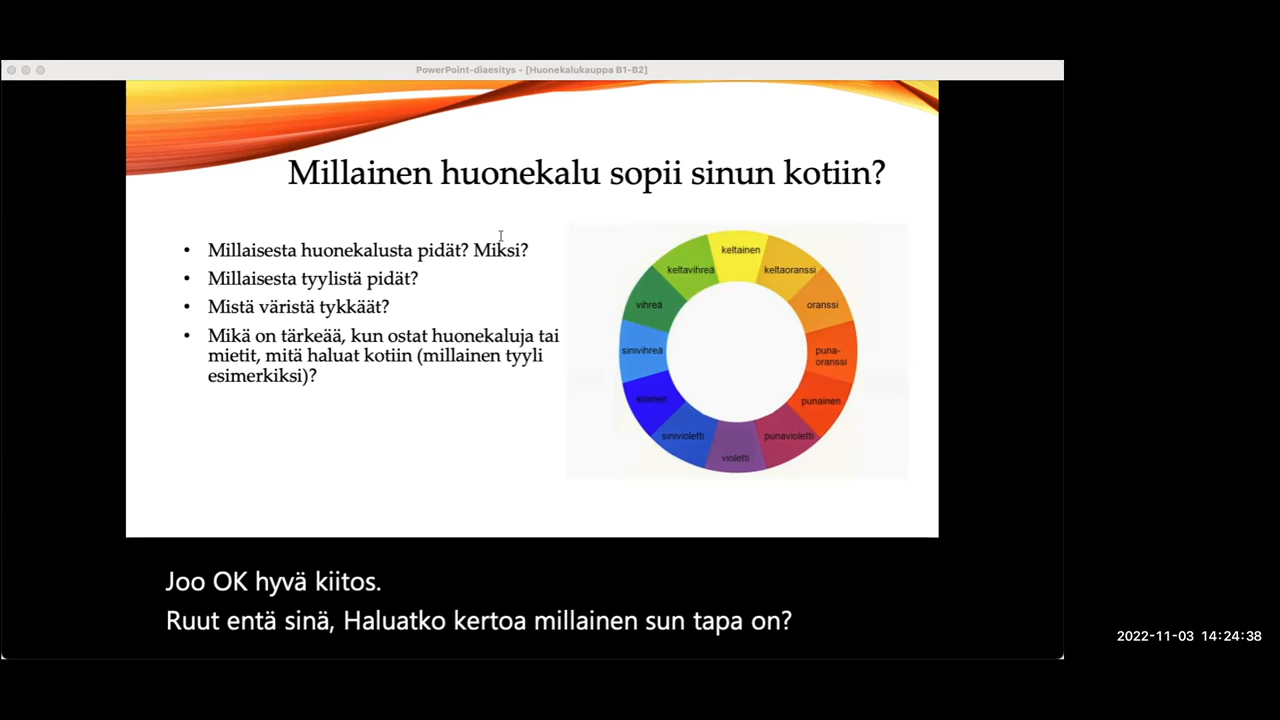 PowerPoint-diaesitys - [Huonekalukauppa B1-B2]
Millainen huonekalu sopii sinun kotiin?
• Millaisesta huonekalusta pidät? Miksi?
• Millaisesta tyylistä pidät?
• Mistä väristä tykkäät?
• Mikä on tärkeää, kun ostat huonekaluja tai
mietit, mitä haluat kotiin (millainen tyyli
esimerkiksi)?
keltainen
keltaoranssi
oranssi
puna-
oranssi
punainen
punavioletti
violetti
sinivioletti
sininen
sinivihreä
vihreä
keltavihreä
Joo OK hyvä kiitos.
Ruut entä sinä, Haluatko kertoa millainen sun tapa on?
2022-11-03 14:24:38